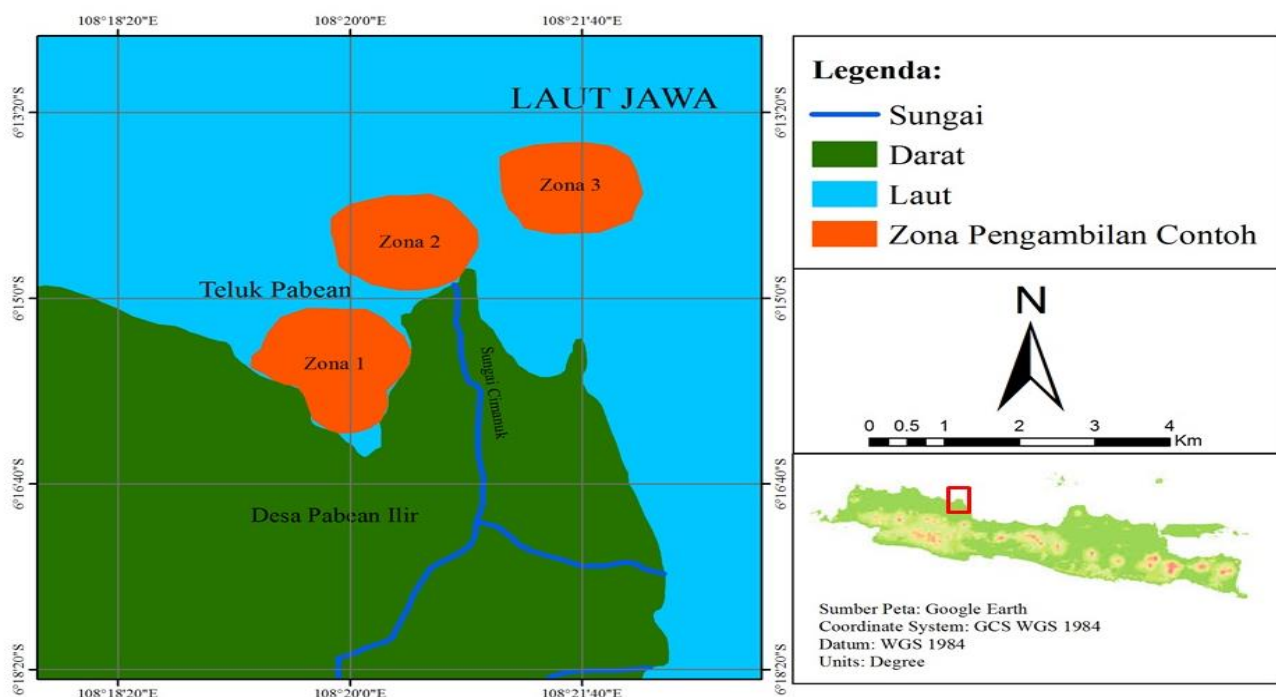 108°18'20"E
108°20'0"E
108°21'40"E
6°13'20"S
6°13'20"S
LAUT JAWA
Zona 3
Zona 2
6°15'0"S
6°15'0"S
Teluk Pabean
Zona 1
Sungai Cimanuk
6°16'40"S
6°16'40"S
Desa Pabean Ilir
6°18'20"S
6°18'20"S
108°18'20"E
108°20'0"E
108°21'40"E
Legenda:
Sungai
Darat
Laut
Zona Pengambilan Contoh
N
0 0.5 1 2 3 4
Km
Sumber Peta: Google Earth
Coordinate System: GCS WGS 1984
Datum: WGS 1984
Units: Degree